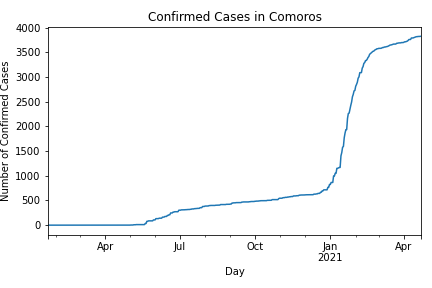 Confirmed Cases in Comoros
Number of Confirmed Cases
4000
3500
3000
2500
2000
1500
1000
500
0
Apr
Jul
Oct
Jan
2021
Apr
Day